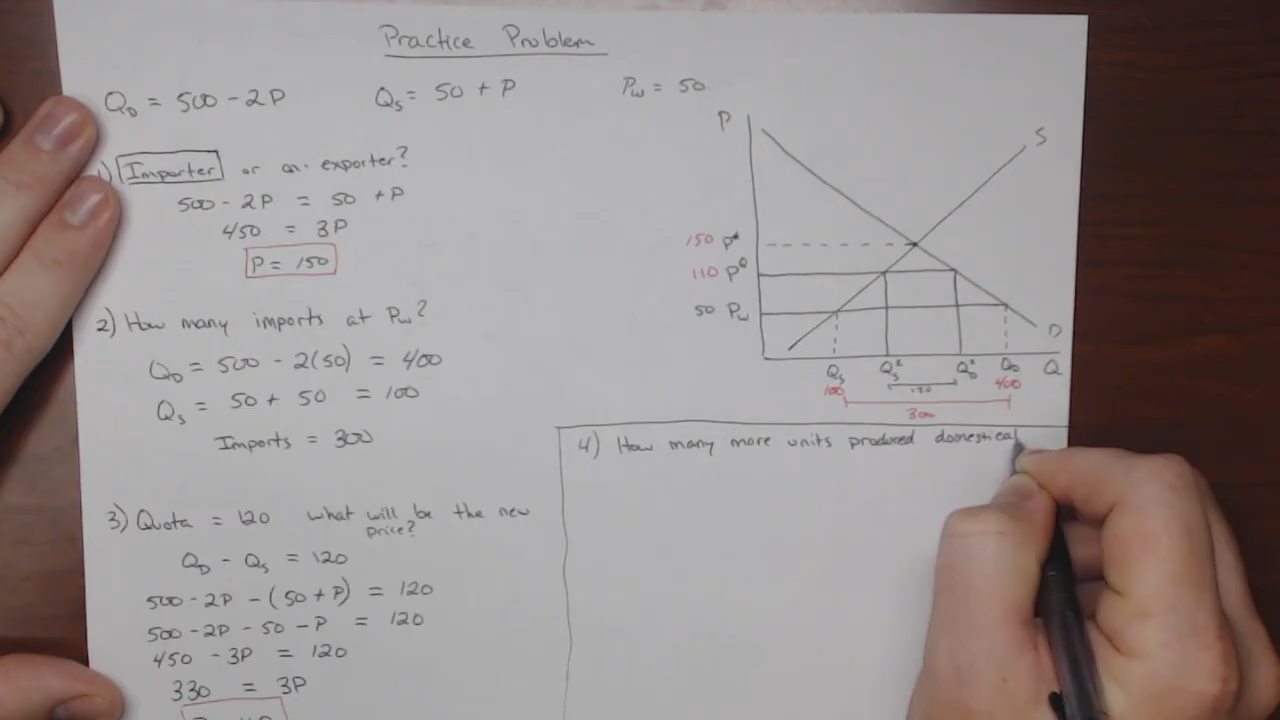 Practice Problem
Q_D = 500 - 2P
Q_S = 50 + P
P_w = 50
1) Importer or an exporter?
500 - 2P = 50 + P
450 = 3P
P = 150
2) How many imports at P_w?
Q_D = 500 - 2(50) = 400
Q_S = 50 + 50 = 100
Imports = 300
3) Quota = 120 what will be the new
price?
Q_D - Q_S = 120
500 - 2P - (50 + P) = 120
500 - 2P - 50 - P = 120
450 - 3P = 120
330 = 3P
P
S
150 P*
110 P^Q
50 P_w
D
Q_S Q_S^2 Q_D^2 Q_D Q
100 120 400
300
4) How many more units produced domestical